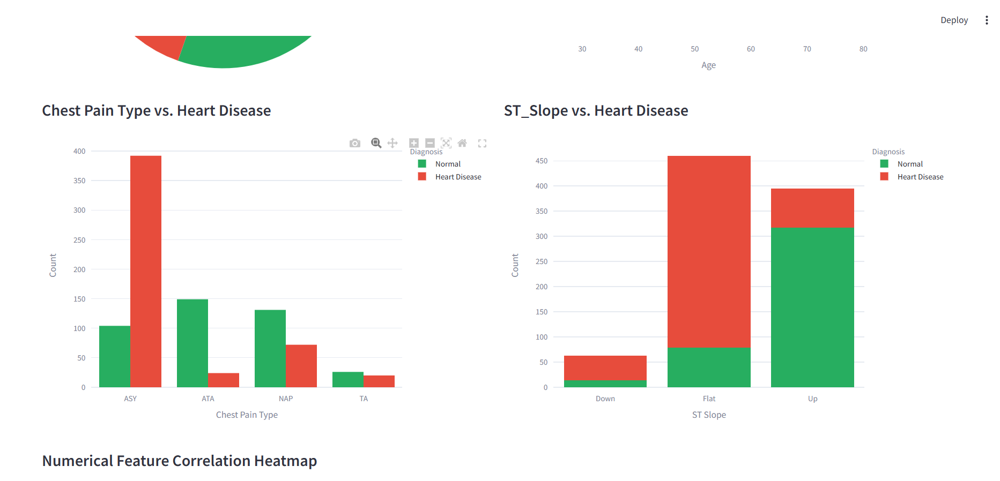 Deploy
30 40 50 60 70 80
Age
Chest Pain Type vs. Heart Disease
400
350
300
250
200
150
100
50
0
Count
ASY ATA NAP TA
Chest Pain Type
Diagnosis
Normal
Heart Disease
ST_Slope vs. Heart Disease
450
400
350
300
250
200
150
100
50
0
Count
Down Flat Up
ST Slope
Diagnosis
Normal
Heart Disease
Numerical Feature Correlation Heatmap